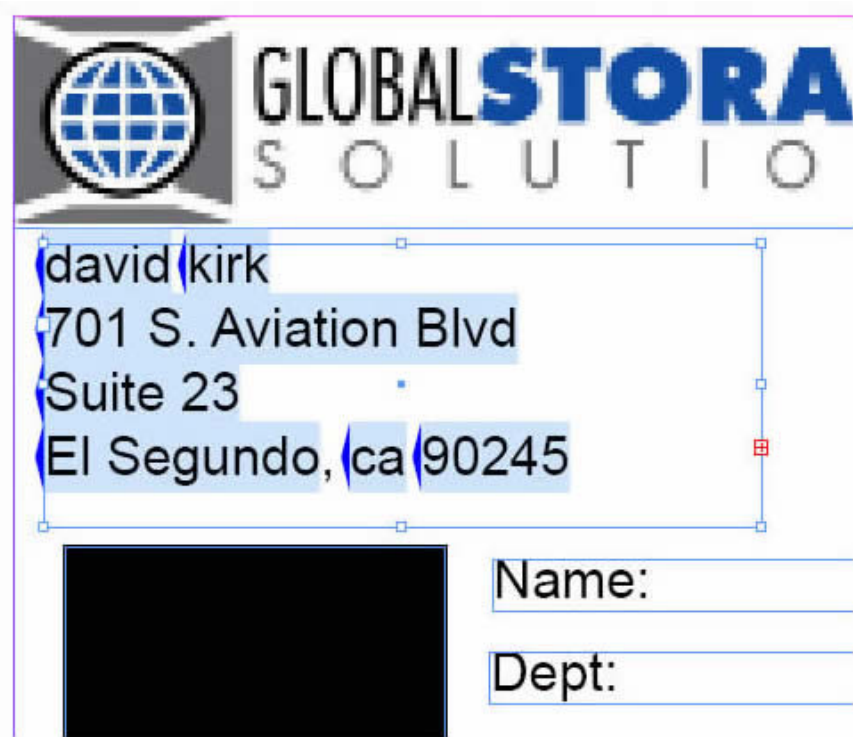 GLOBALSTORA
SOLUTIO
david kirk
701 S. Aviation Blvd
Suite 23
El Segundo, ca 90245
Name:
Dept: